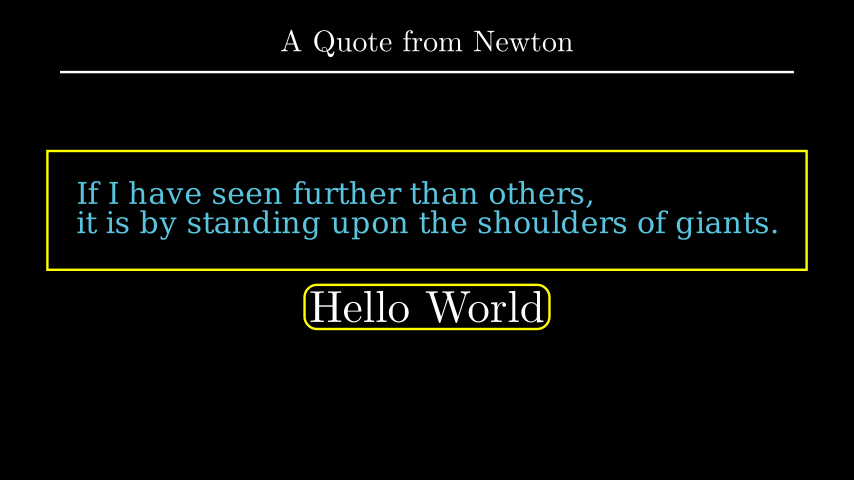 A Quote from Newton
If I have seen further than others,
it is by standing upon the shoulders of giants.
Hello World